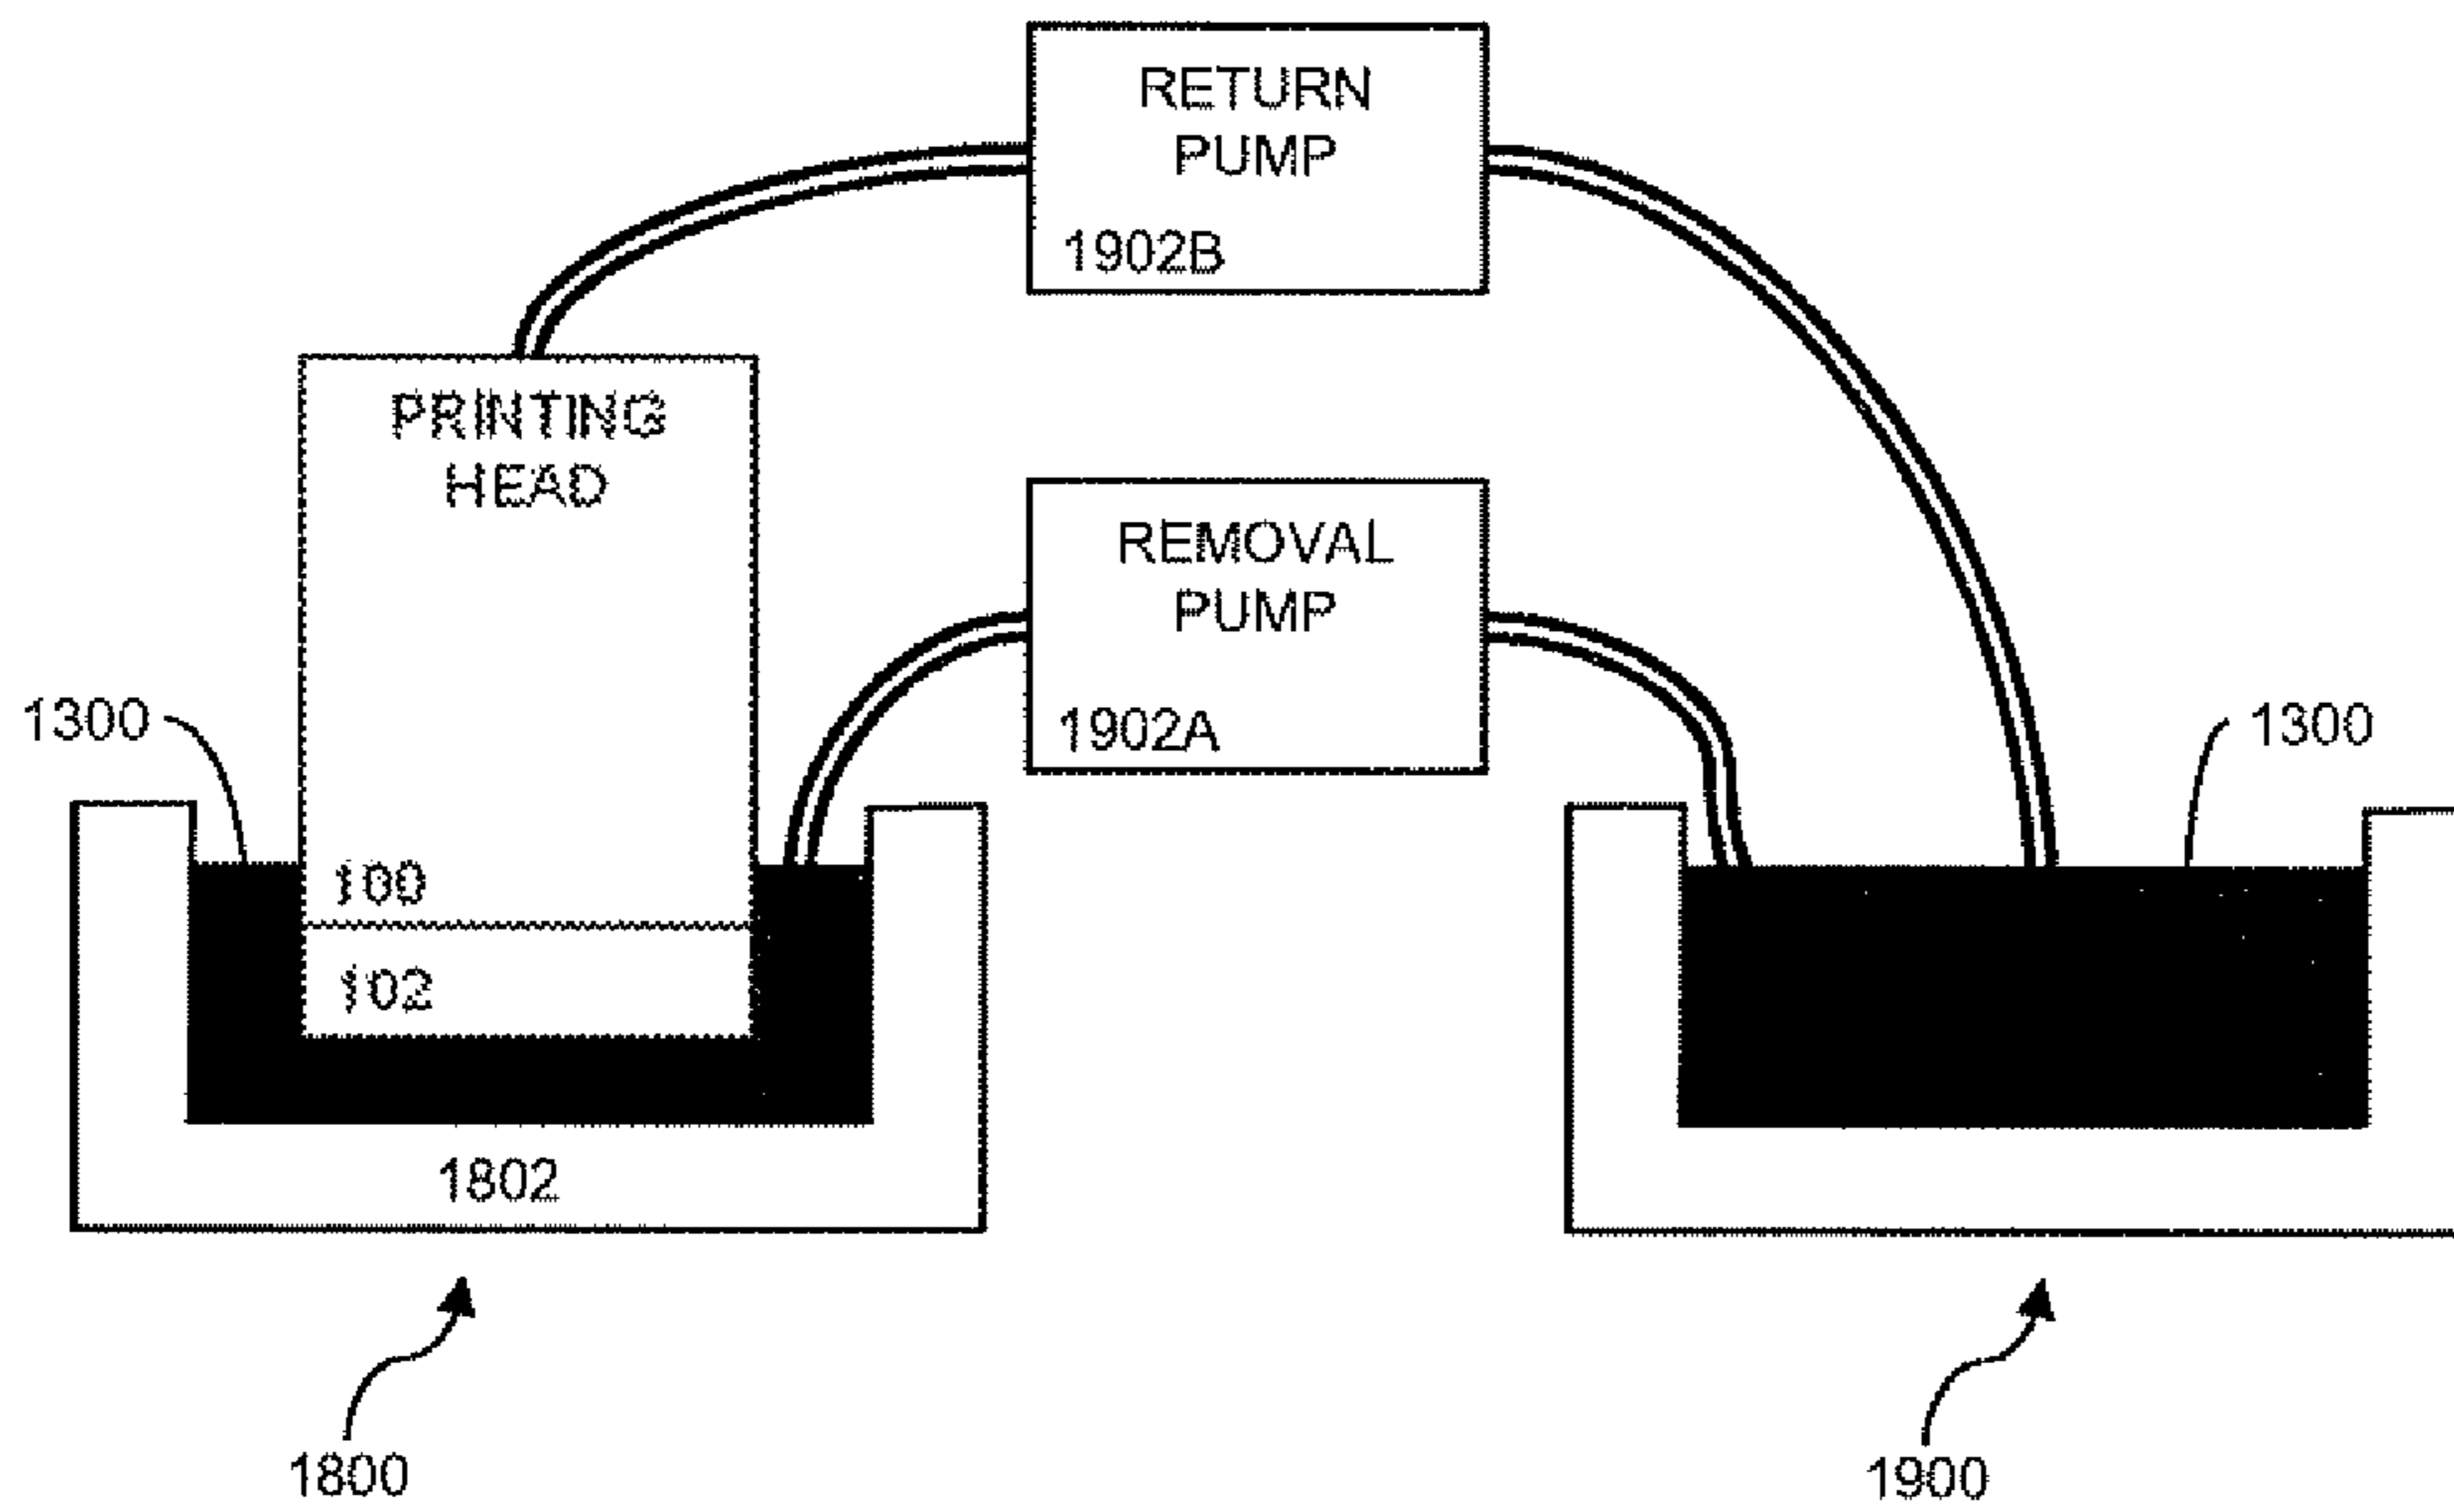 RETURN
PUMP
1902B
PRINTING
HEAD
REMOVAL
PUMP
1902A
1300
1300
100
102
1802
1800
1900